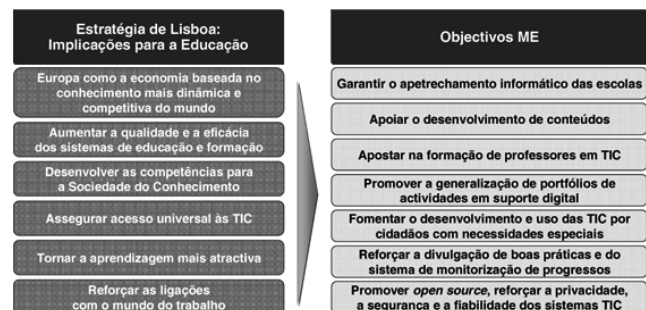 Estratégia de Lisboa:
Implicações para a Educação
Europa como a economia baseada no
conhecimento mais dinâmica e
competitiva do mundo
Aumentar a qualidade e a eficácia
dos sistemas de educação e formação
Desenvolver as competências para
a Sociedade do Conhecimento
Assegurar acesso universal às TIC
Tornar a aprendizagem mais atractiva
Reforçar as ligações
com o mundo do trabalho
Objectivos ME
Garantir o apetrechamento informático das escolas
Apoiar o desenvolvimento de conteúdos
Apostar na formação de professores em TIC
Promover a generalização de portfólios de
actividades em suporte digital
Fomentar o desenvolvimento e uso das TIC por
cidadãos com necessidades especiais
Reforçar a divulgação de boas práticas e do
sistema de monitorização de progressos
Promover open source, reforçar a privacidade,
a segurança e a fiabilidade dos sistemas TIC